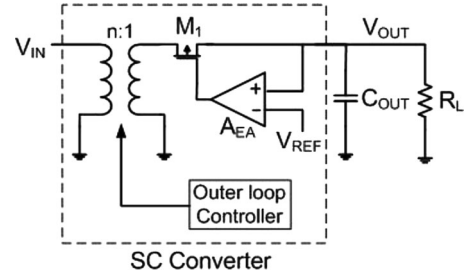 n:1
M1
VOUT
VIN
+
−
AEA
VREF
COUT
RL
Outer loop
Controller
SC Converter